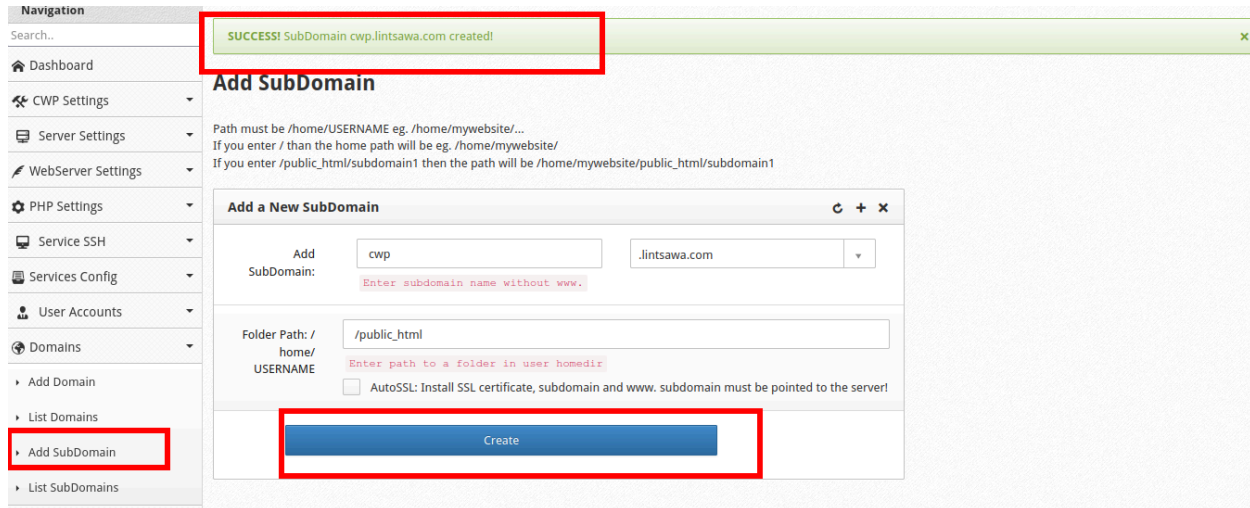 Navigation
Search..
Dashboard
CWP Settings
Server Settings
WebServer Settings
PHP Settings
Service SSH
Services Config
User Accounts
Domains
Add Domain
List Domains
Add SubDomain
List SubDomains
SUCCESS! SubDomain cwp.lintsawa.com created!
Add SubDomain
Path must be /home/USERNAME eg. /home/mywebsite/...
If you enter / than the home path will be eg. /home/mywebsite/
If you enter /public_html/subdomain1 then the path will be /home/mywebsite/public_html/subdomain1
Add a New SubDomain
Add
SubDomain:
cwp
.lintsawa.com
Enter subdomain name without www.
Folder Path: /
home/
USERNAME
/public_html
Enter path to a folder in user homedir
AutoSSL: Install SSL certificate, subdomain and www. subdomain must be pointed to the server!
Create